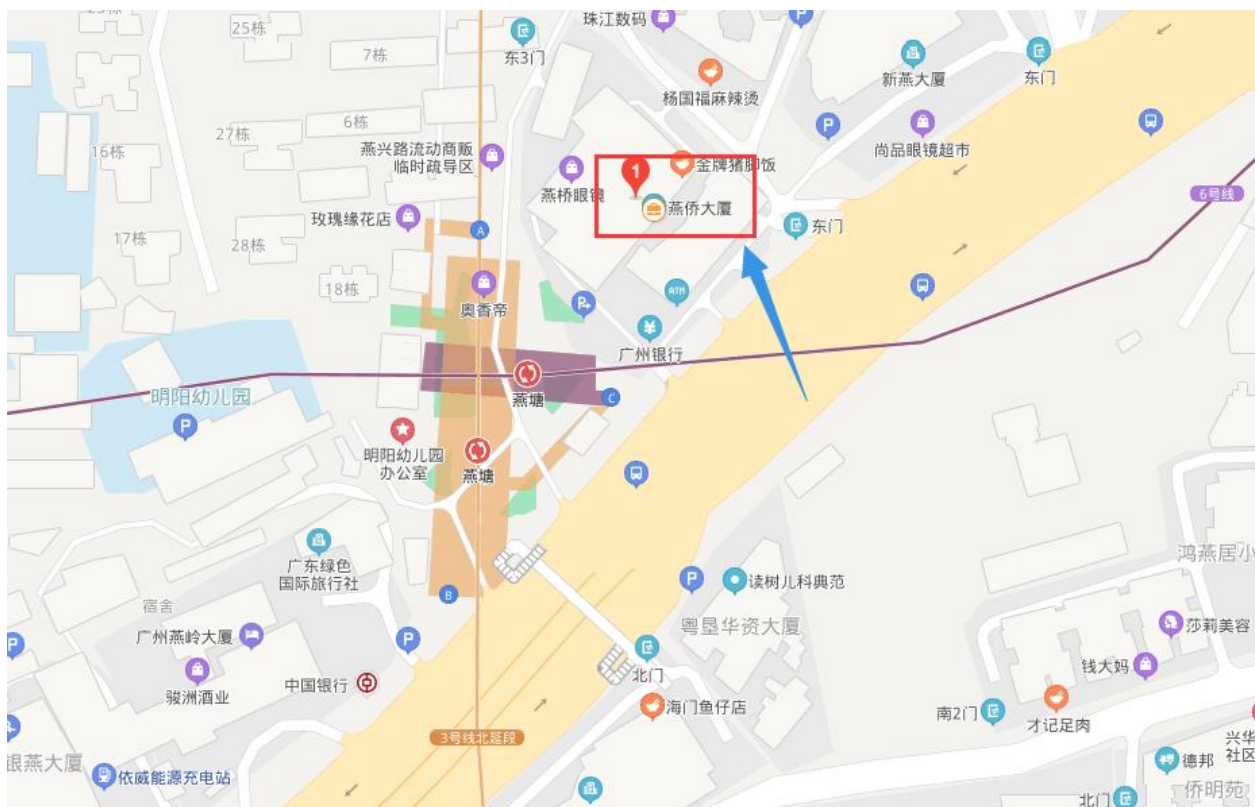 珠江数码
25栋
25栋
7栋
东3门
新燕大厦
东门
杨国福麻辣烫
P
P
6栋
27栋
16栋
燕兴路流动商贩
临时疏导区
尚品眼镜超市
1
金牌猪脚饭
燕桥眼镜
燕侨大厦
6号线
玫瑰缘花店
A
东门
17栋
28栋
18栋
奥香帝
ATM
P
广州银行
燕塘
C
明阳幼儿园
P
明阳幼儿园
办公室
燕塘
广东绿色
国际旅行社
鸿燕居小
P
读树儿科典范
宿舍
B
粤垦华资大厦
莎莉美容
广州燕岭大厦
P
P
北门
钱大妈
骏洲酒业
中国银行
海门鱼仔店
南2门
才记足肉
3号线北延段
兴华
社区
银燕大厦
依威能源充电站
德邦
侨明苑
北门